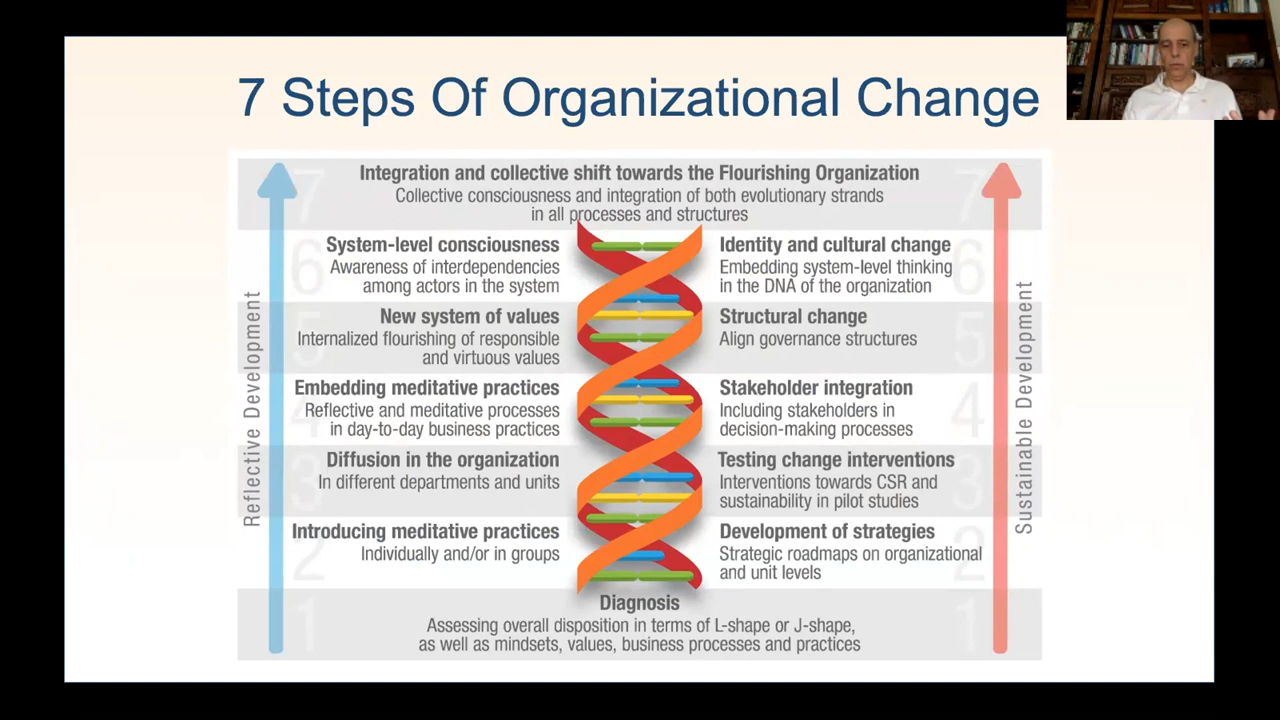 7 Steps Of Organizational Change
7
Integration and collective shift towards the Flourishing Organization
7
Collective consciousness and integration of both evolutionary strands
in all processes and structures
6
System-level consciousness
Awareness of interdependencies
among actors in the system
Identity and cultural change
Embedding system-level thinking
in the DNA of the organization
6
5
New system of values
Internalized flourishing of responsible
and virtuous values
Structural change
Align governance structures
5
4
Embedding meditative practices
Reflective and meditative processes
in day-to-day business practices
Stakeholder integration
Including stakeholders in
decision-making processes
4
3
Diffusion in the organization
In different departments and units
Testing change interventions
Interventions towards CSR and
sustainability in pilot studies
3
2
Introducing meditative practices
Individually and/or in groups
Development of strategies
Strategic roadmaps on organizational
and unit levels
2
1
Diagnosis
Assessing overall disposition in terms of L-shape or J-shape,
as well as mindsets, values, business processes and practices
1
Reflective Development
Sustainable Development